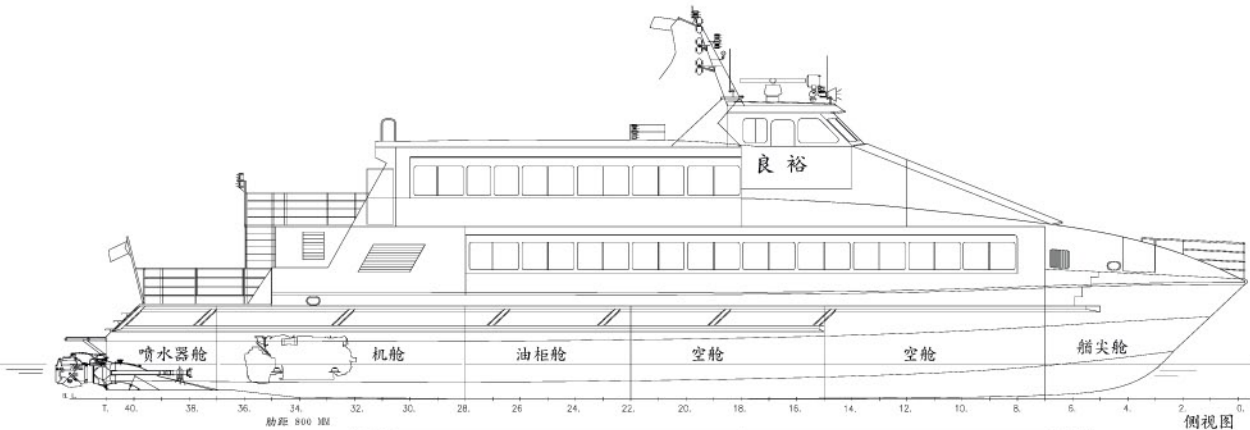 良裕
喷水器舱 机舱 油柜舱 空舱 空舱 艏尖舱
T. 40. 38. 36. 34. 32. 30. 28. 26. 24. 22. 20. 18. 16. 14. 12. 10. 8. 6. 4. 2. 0.
肋距 800 MM
侧视图